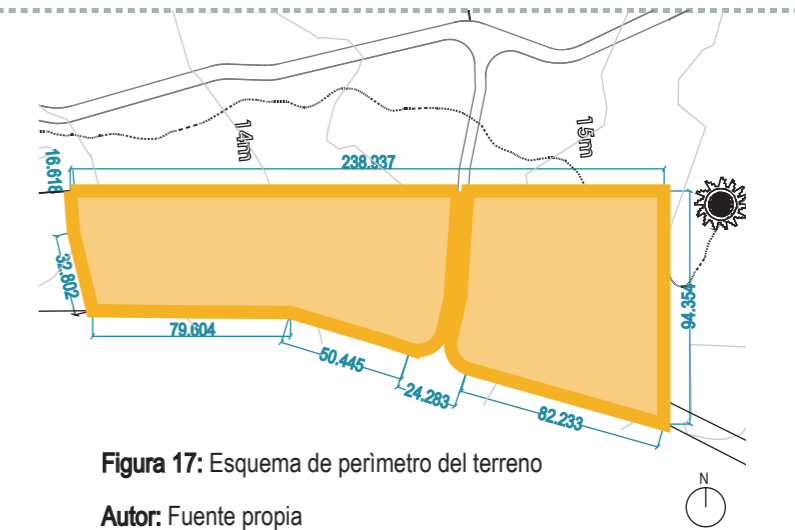 14m
15m
238.937
16.618
32.802
94.354
79.604
50.445
24.283
82.233
Figura 17: Esquema de perìmetro del terreno
N
Autor: Fuente propia